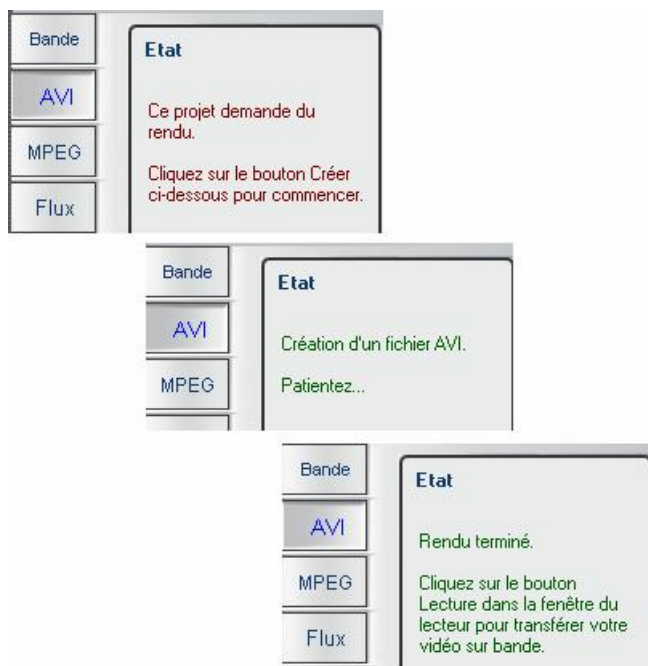 Bande
AVI
MPEG
Flux
Etat
Ce projet demande du
rendu.
Cliquez sur le bouton Créer
ci-dessous pour commencer.
Bande
AVI
MPEG
Etat
Création d'un fichier AVI.
Patientez...
Bande
AVI
MPEG
Flux
Etat
Rendu terminé.
Cliquez sur le bouton
Lecture dans la fenêtre du
lecteur pour transférer votre
vidéo sur bande.